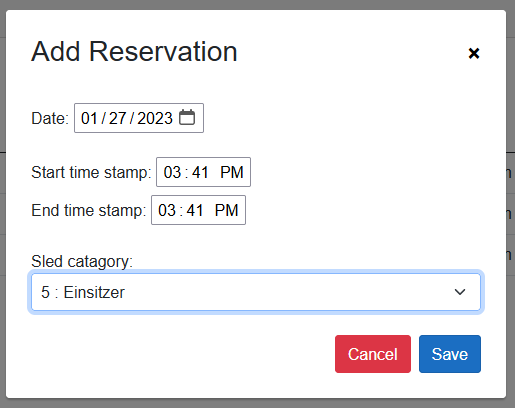 Add Reservation
×
Date: 01/27/2023
Start time stamp: 03:41 PM
End time stamp: 03:41 PM
Sled catagory:
5 : Einsitzer
Cancel Save